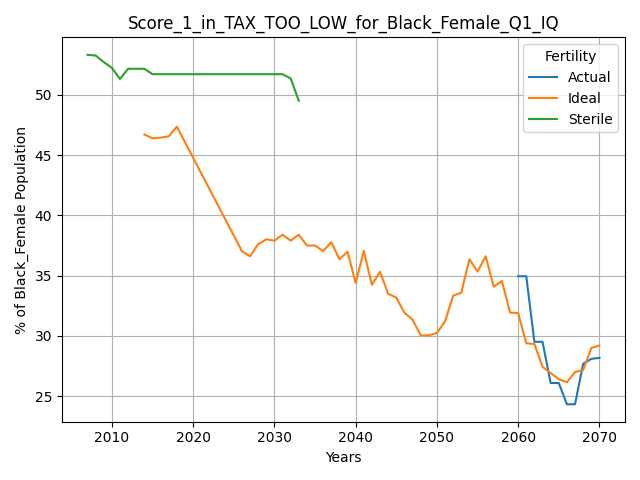 Score_1_in_TAX_TOO_LOW_for_Black_Female_Q1_IQ
% of Black_Female Population
50
45
40
35
30
25
Fertility
Actual
Ideal
Sterile
2010 2020 2030 2040 2050 2060 2070
Years